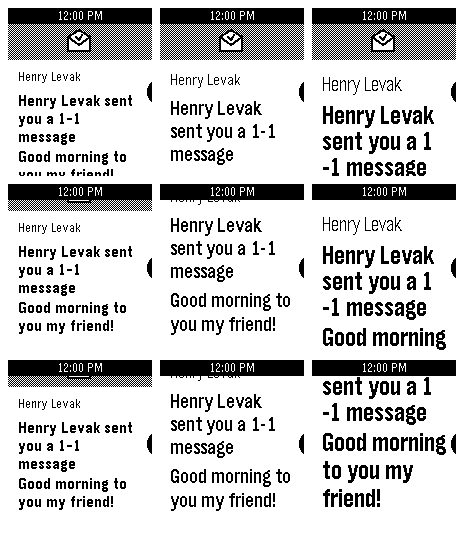 12:00 PM
Henry Levak
Henry Levak sent
you a 1-1
message
Good morning to
you my friend!
12:00 PM
Henry Levak
Henry Levak
sent you a 1-1
message
12:00 PM
Henry Levak
Henry Levak
sent you a 1
-1 message
12:00 PM
Henry Levak
Henry Levak sent
you a 1-1
message
Good morning to
you my friend!
12:00 PM
Henry Levak
Henry Levak
sent you a 1-1
message
Good morning to
you my friend!
12:00 PM
Henry Levak
Henry Levak
sent you a 1
-1 message
Good morning
12:00 PM
Henry Levak
Henry Levak sent
you a 1-1
message
Good morning to
you my friend!
12:00 PM
Henry Levak
Henry Levak
sent you a 1-1
message
Good morning to
you my friend!
12:00 PM
sent you a 1
-1 message
Good morning
to you my
friend!